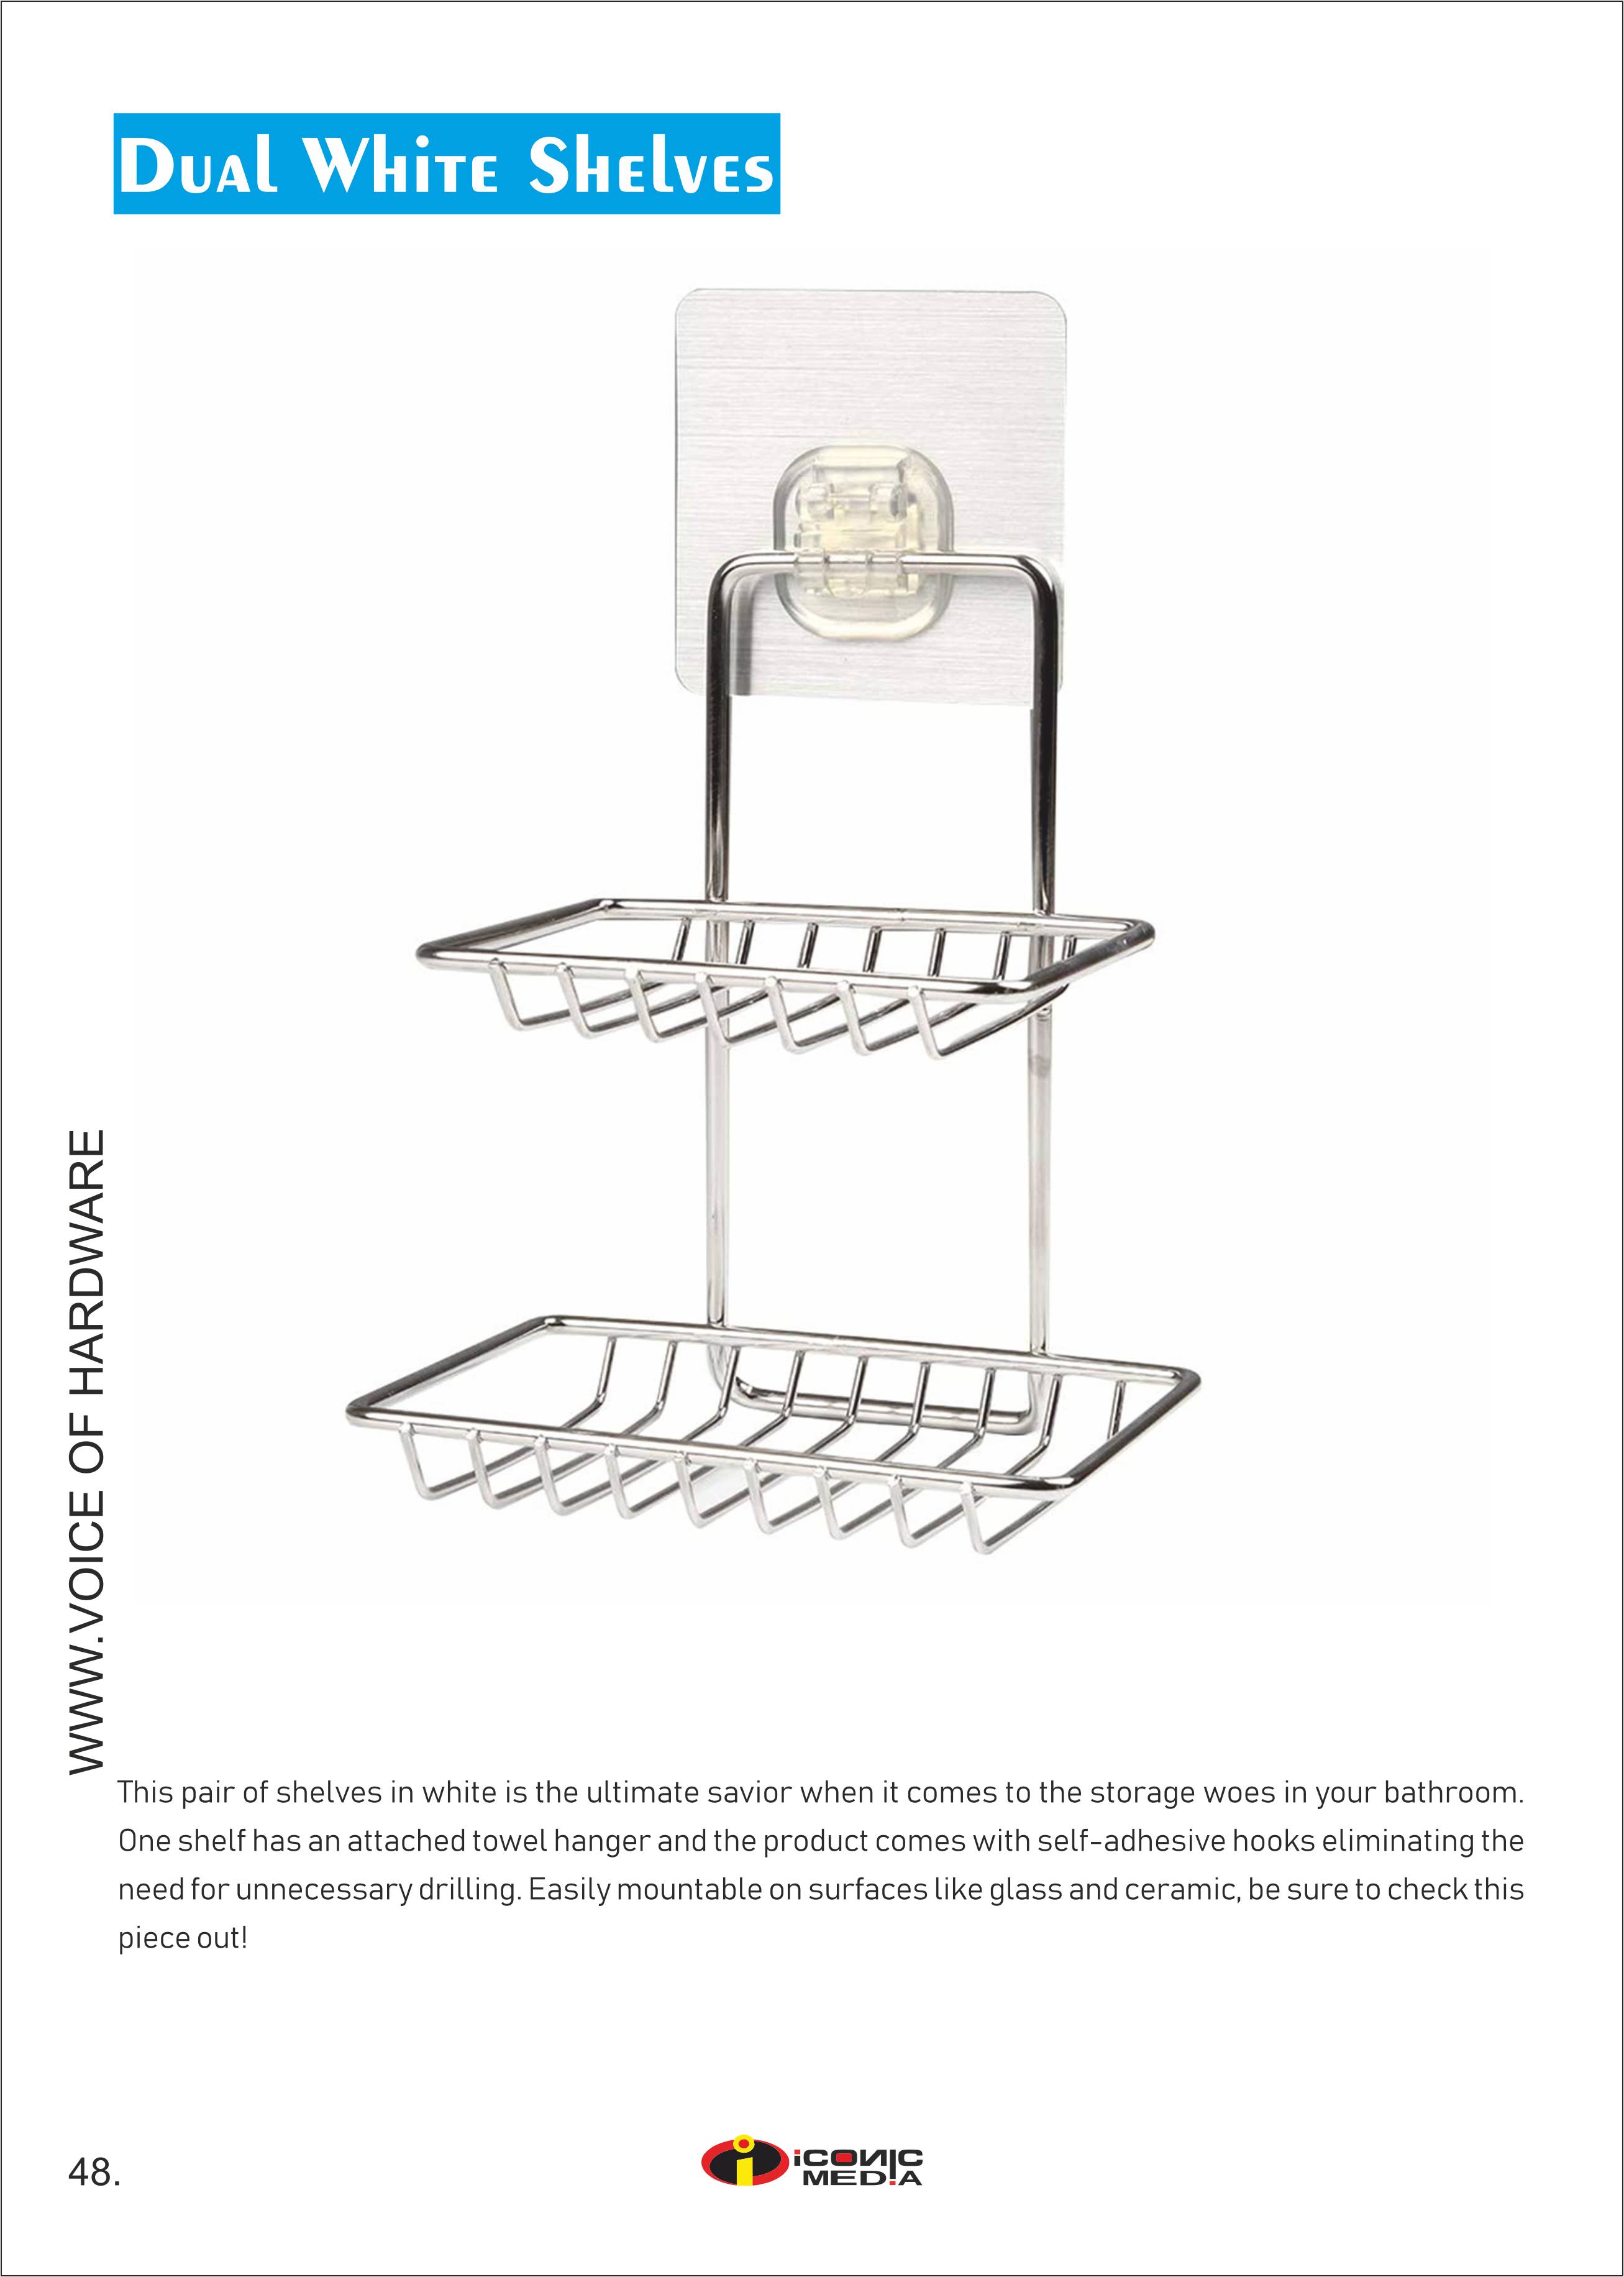 Dual White Shelves
WWW.VOICE OF HARDWARE
This pair of shelves in white is the ultimate savior when it comes to the storage woes in your bathroom.
One shelf has an attached towel hanger and the product comes with self-adhesive hooks eliminating the
need for unnecessary drilling. Easily mountable on surfaces like glass and ceramic, be sure to check this
piece out!
48.
iCONIC
MEDiA